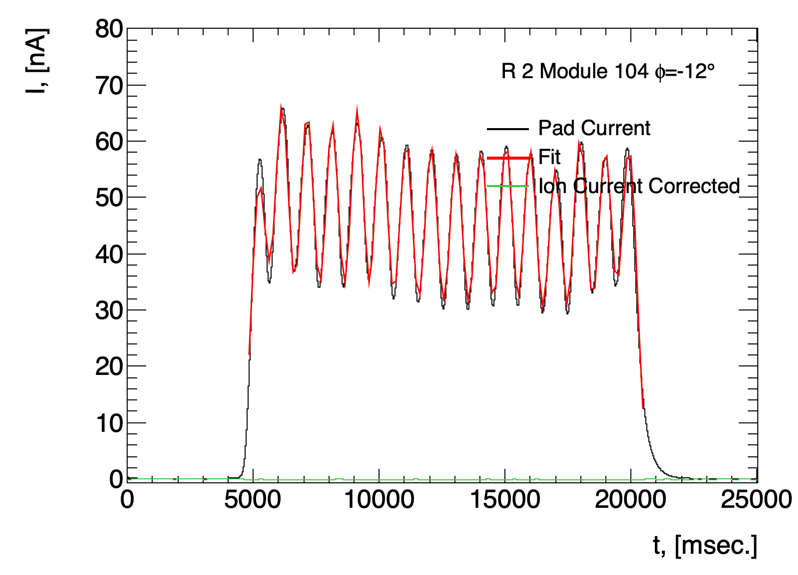 I, [nA]
80
70
60
50
40
30
20
10
0
R 2 Module 104 ϕ=-12°
Pad Current
Fit
Ion Current Corrected
0 5000 10000 15000 20000 25000
t, [msec.]